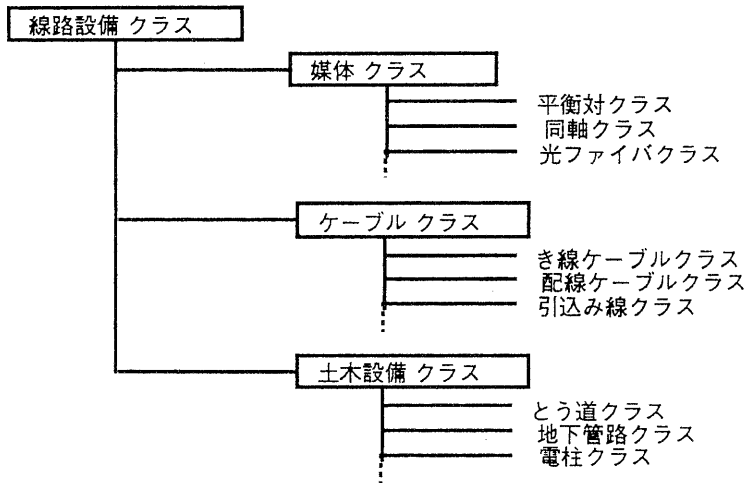 線路設備 クラス
媒体 クラス
平衡対クラス
同軸クラス
光ファイバクラス
ケーブル クラス
き線ケーブルクラス
配線ケーブルクラス
引込み線クラス
土木設備 クラス
とう道クラス
地下管路クラス
電柱クラス